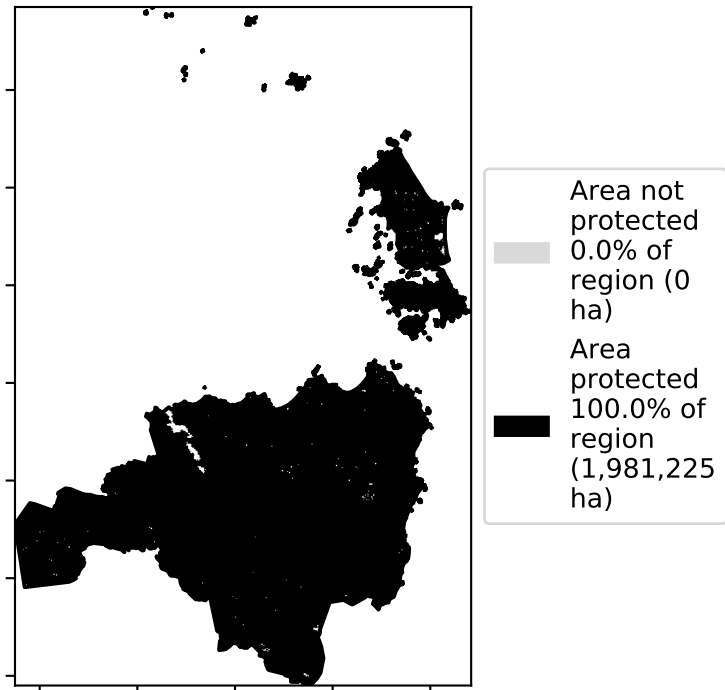 Area not
protected
0.0% of
region (0
ha)
Area
protected
100.0% of
region
(1,981,225
ha)